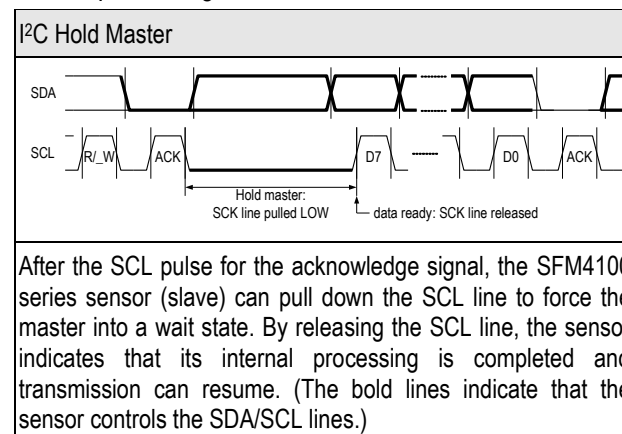 I²C Hold Master
SDA
SCL R/_W ACK D7 D0 ACK
Hold master:
SCK line pulled LOW
data ready: SCK line released
After the SCL pulse for the acknowledge signal, the SFM4100
series sensor (slave) can pull down the SCL line to force the
master into a wait state. By releasing the SCL line, the sensor
indicates that its internal processing is completed and
transmission can resume. (The bold lines indicate that the
sensor controls the SDA/SCL lines.)